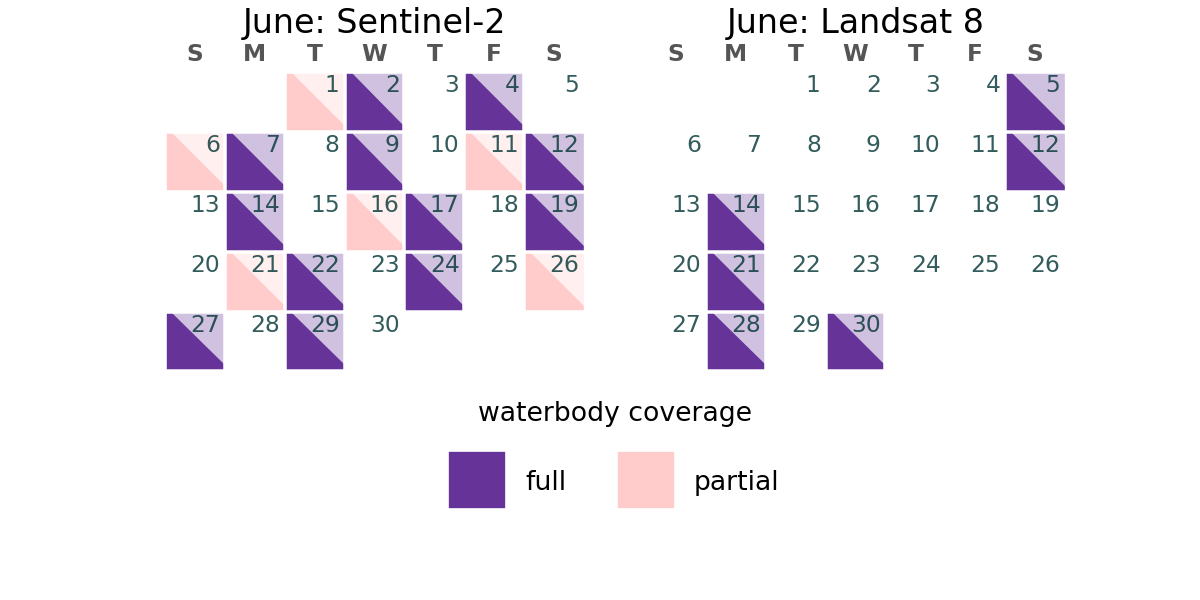 June: Sentinel-2
S M T W T F S
1 2 3 4 5
6 7 8 9 10 11 12
13 14 15 16 17 18 19
20 21 22 23 24 25 26
27 28 29 30
June: Landsat 8
S M T W T F S
1 2 3 4 5
6 7 8 9 10 11 12
13 14 15 16 17 18 19
20 21 22 23 24 25 26
27 28 29 30
waterbody coverage
full partial